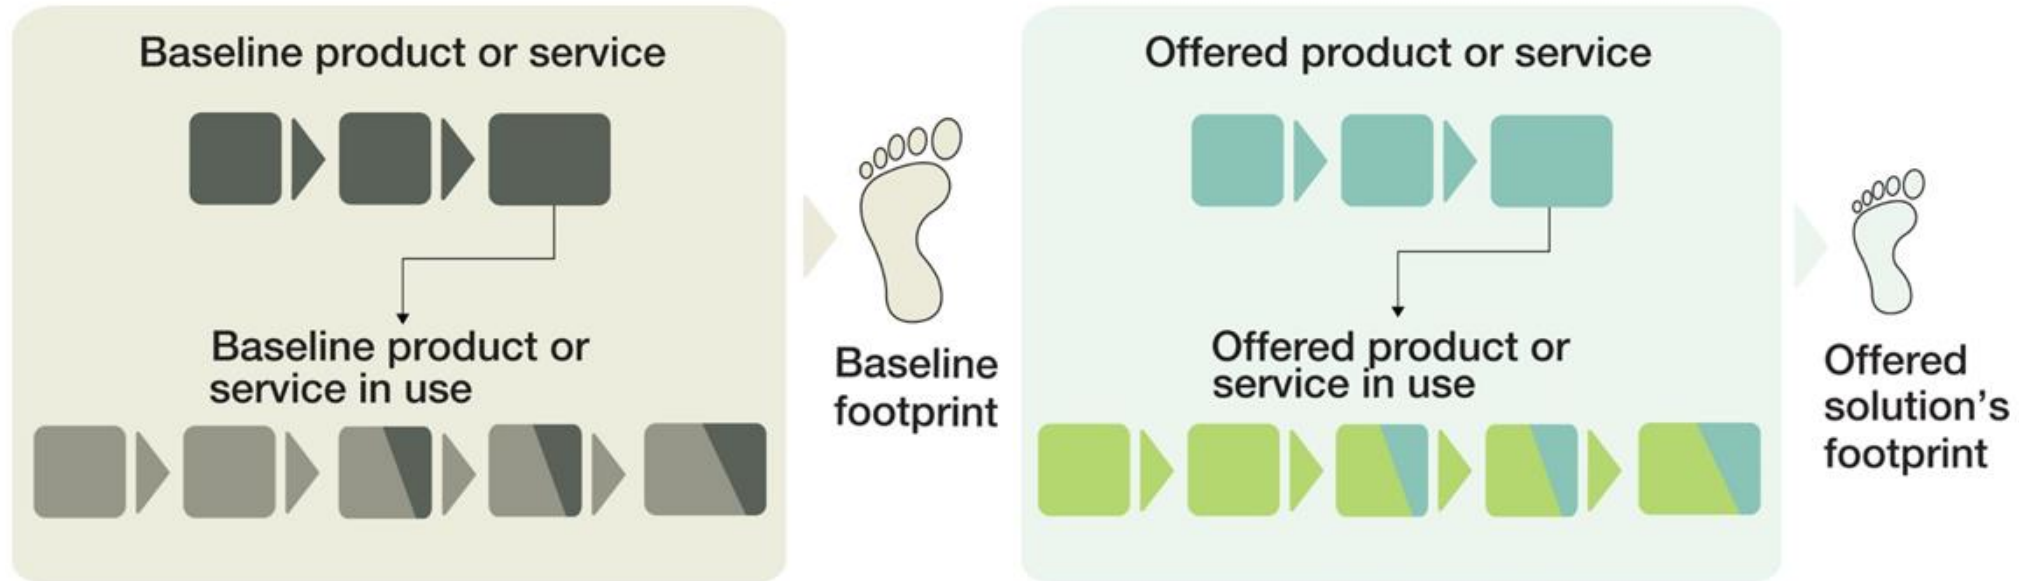 Baseline product or service
Baseline product or
service in use
Baseline
footprint
Offered product or service
Offered product or
service in use
Offered
solution's
footprint